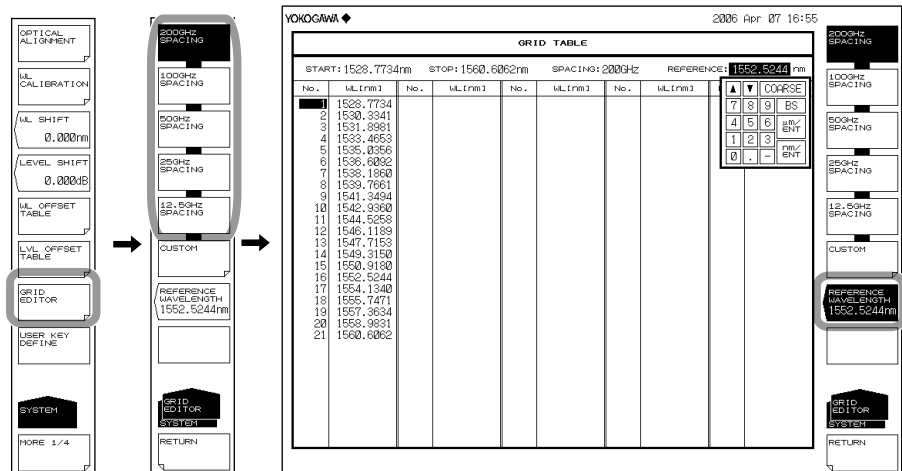 OPTICAL
ALIGNMENT
WL
CALIBRATION
WL SHIFT
0.000nm
LEVEL SHIFT
0.000dB
WL OFFSET
TABLE
LVL OFFSET
TABLE
GRID
EDITOR
USER KEY
DEFINE
SYSTEM
MORE 1/4
200GHz
SPACING
100GHz
SPACING
50GHz
SPACING
25GHz
SPACING
12.5GHz
SPACING
CUSTOM
REFERENCE
WAVELENGTH
1552.5244nm
GRID
EDITOR
SYSTEM
RETURN
YOKOGAWA ◆ 2006 Apr 07 16:55
GRID TABLE
START:1528.7734nm STOP:1560.6062nm SPACING:200GHz REFERENCE:1552.5244 nm
No. WL[nm] No. WL[nm] No. WL[nm] No. WL[nm]
1 1528.7734
2 1530.3341
3 1531.8981
4 1533.4653
5 1535.0356
6 1536.6092
7 1538.1860
8 1539.7661
9 1541.3494
10 1542.9360
11 1544.5258
12 1546.1189
13 1547.7153
14 1549.3150
15 1550.9180
16 1552.5244
17 1554.1340
18 1555.7471
19 1557.3634
20 1558.9831
21 1560.6062
▲ ▼ COARSE
7 8 9 BS
4 5 6 µm/
ENT
1 2 3
0 . - nm/
ENT
200GHz
SPACING
100GHz
SPACING
50GHz
SPACING
25GHz
SPACING
12.5GHz
SPACING
CUSTOM
REFERENCE
WAVELENGTH
1552.5244nm
GRID
EDITOR
SYSTEM
RETURN